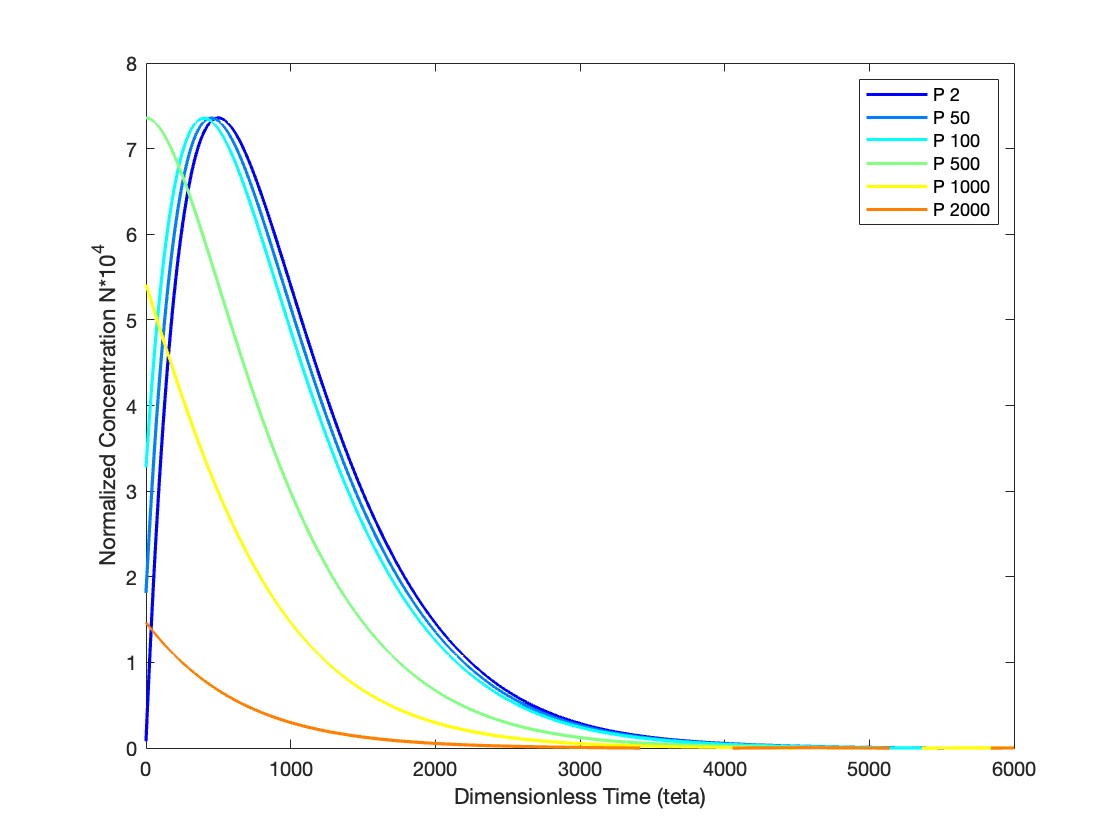 8
7
6
5
4
3
2
1
0
Normalized Concentration N*10^4
P 2
P 50
P 100
P 500
P 1000
P 2000
0 1000 2000 3000 4000 5000 6000
Dimensionless Time (teta)